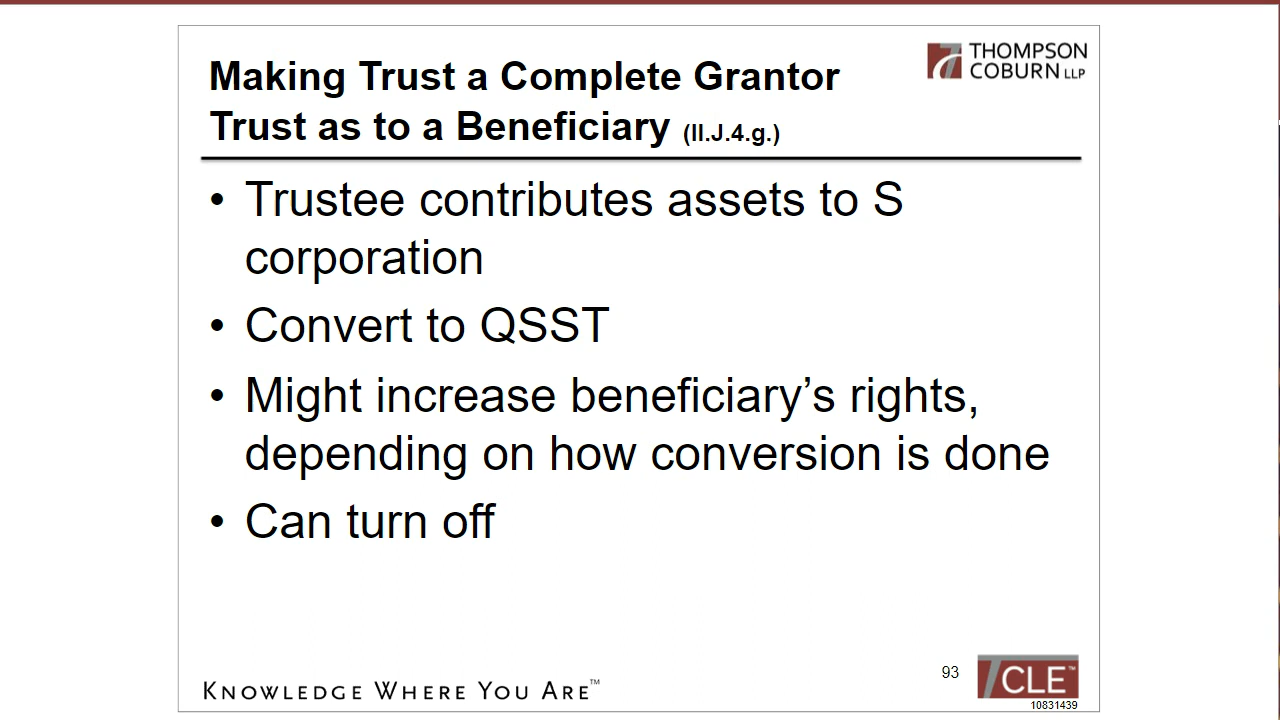 THOMPSON
COBURN LLP
Making Trust a Complete Grantor
Trust as to a Beneficiary (II.J.4.g.)
• Trustee contributes assets to S
corporation
• Convert to QSST
• Might increase beneficiary’s rights,
depending on how conversion is done
• Can turn off
KNOWLEDGE WHERE YOU ARE™
93
TCLE™
10831439